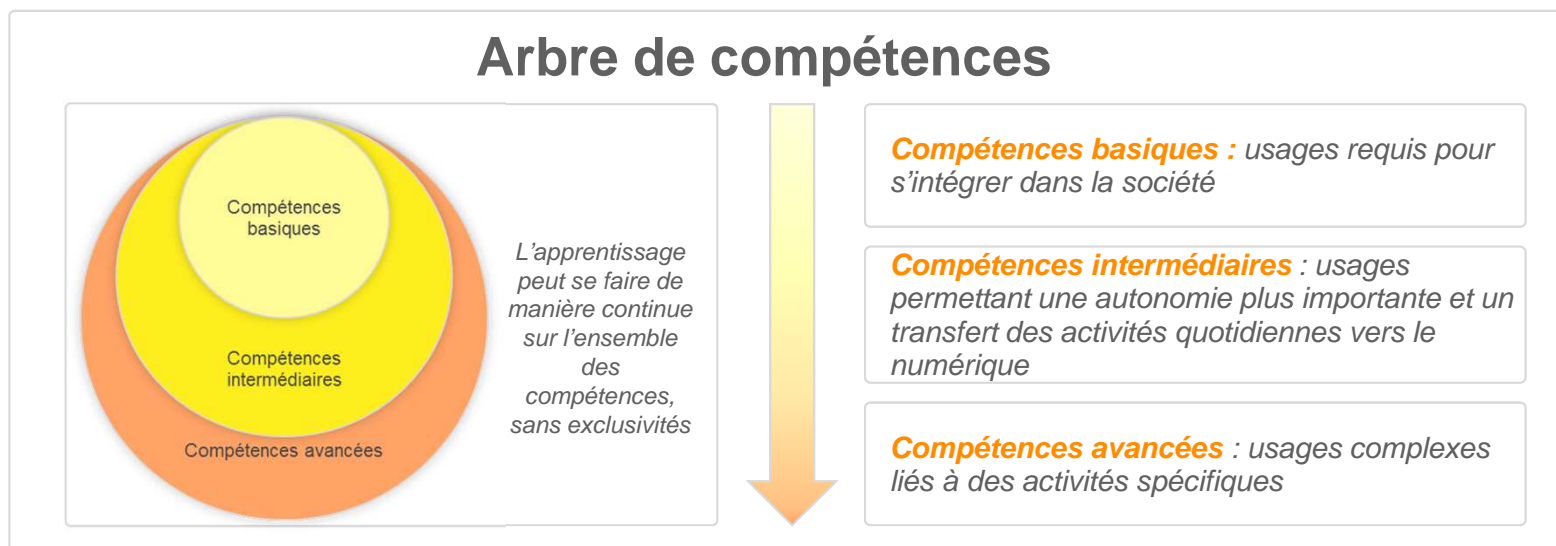 Arbre de compétences
Compétences
basiques
Compétences
intermédiaires
Compétences avancées
L'apprentissage
peut se faire de
manière continue
sur l'ensemble
des
compétences,
sans exclusivités
Compétences basiques : usages requis pour
s'intégrer dans la société
Compétences intermédiaires : usages
permettant une autonomie plus importante et un
transfert des activités quotidiennes vers le
numérique
Compétences avancées : usages complexes
liés à des activités spécifiques